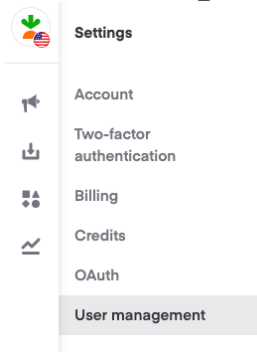 Settings
Account
Two-factor
authentication
Billing
Credits
OAuth
User management